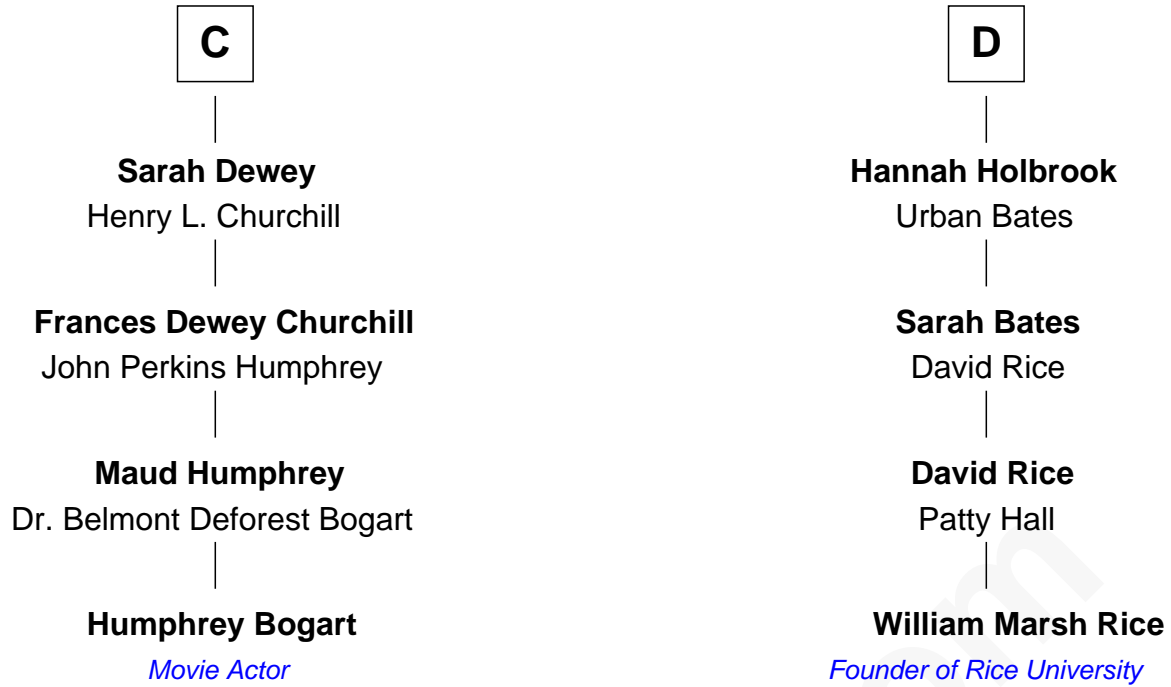 C
Sarah Dewey
Henry L. Churchill
Frances Dewey Churchill
John Perkins Humphrey
Maud Humphrey
Dr. Belmont Deforest Bogart
Humphrey Bogart
Movie Actor
D
Hannah Holbrook
Urban Bates
Sarah Bates
David Rice
David Rice
Patty Hall
William Marsh Rice
Founder of Rice University